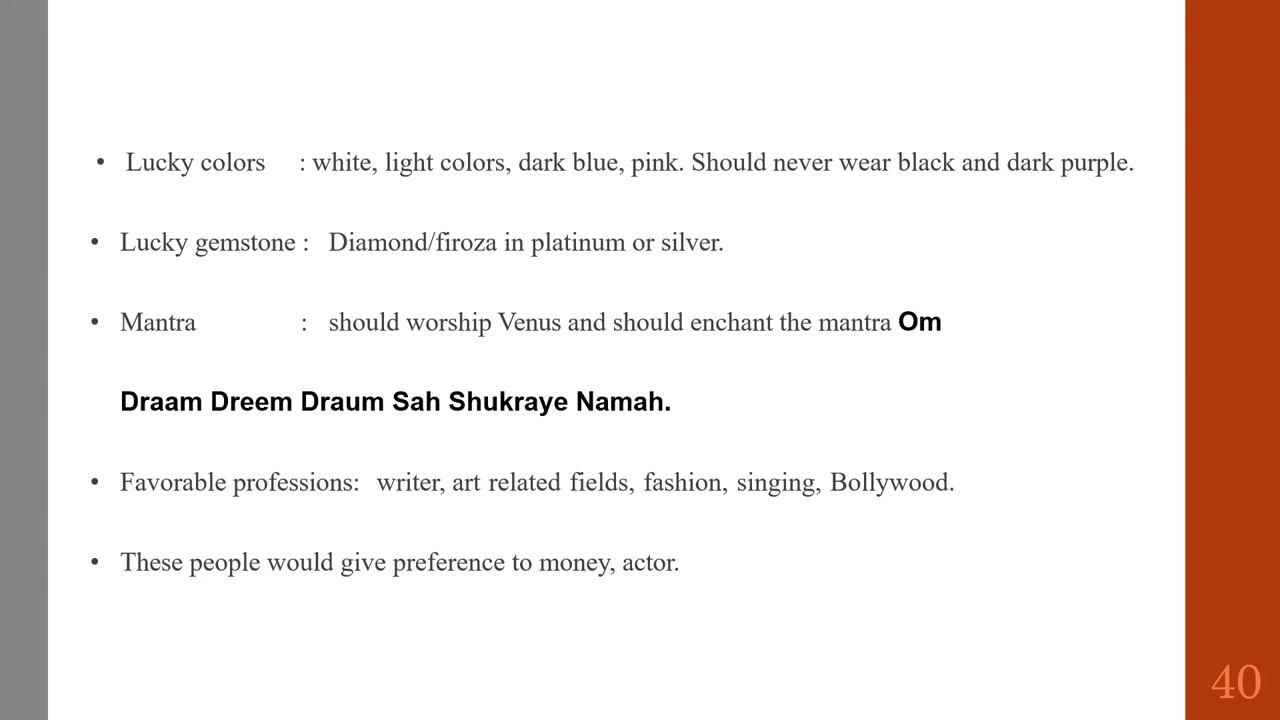 • Lucky colors : white, light colors, dark blue, pink. Should never wear black and dark purple.
• Lucky gemstone : Diamond/firoza in platinum or silver.
• Mantra : should worship Venus and should enchant the mantra Om
Draam Dreem Draum Sah Shukraye Namah.
• Favorable professions: writer, art related fields, fashion, singing, Bollywood.
• These people would give preference to money, actor.
40